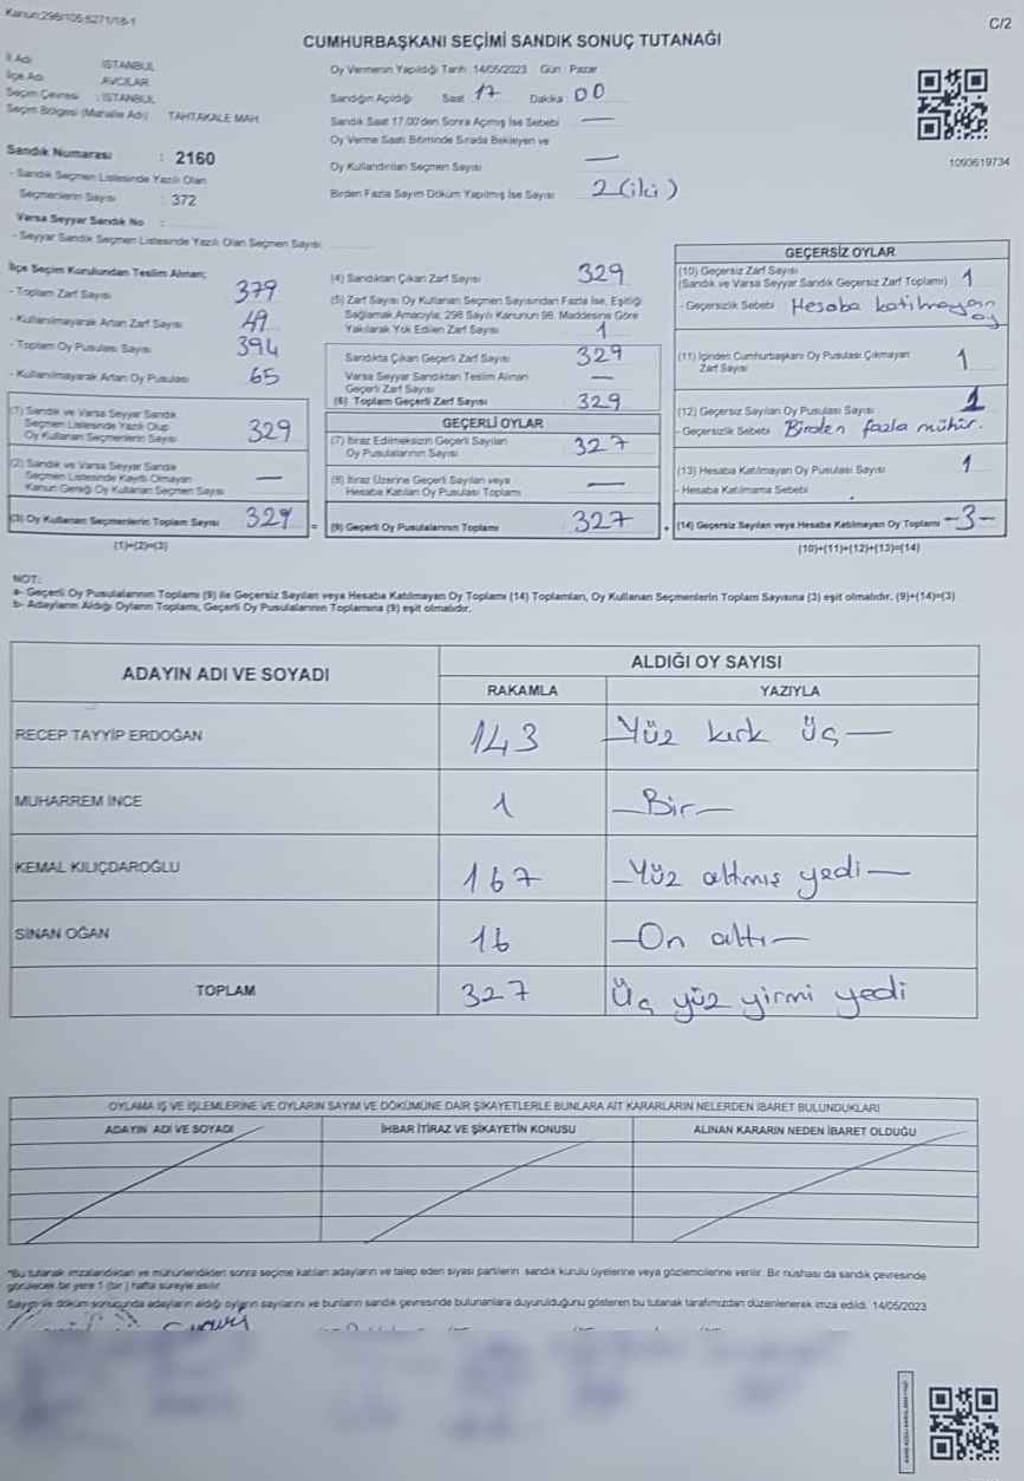 Kanun:298/105-6271/18-1
C/2
CUMHURBAŞKANI SEÇİMİ SANDIK SONUÇ TUTANAĞI
İl Adı : İSTANBUL
İlçe Adı : AVCILAR
Seçim Çevresi : İSTANBUL
Seçim Bölgesi (Mahalle Adı) : TAHTAKALE MAH.
Sandık Numarası : 2160
- Sandık Seçmen Listesinde Yazılı Olan
Seçmenlerin Sayısı : 372
Varsa Seyyar Sandık No :
- Seyyar Sandık Seçmen Listesinde Yazılı Olan Seçmen Sayısı
Oy Vermenin Yapıldığı Tarih : 14/05/2023 Gün : Pazar
Sandığın Açıldığı Saat : 17 Dakika : 00
Sandık Saat 17.00'den Sonra Açılmış İse Sebebi —
Oy Verme Saati Bitiminde Sırada Bekleyen ve
Oy Kullandırılan Seçmen Sayısı —
Birden Fazla Sayım Döküm Yapılmış İse Sayısı 2 (iki)
1090619734
İlçe Seçim Kurulundan Teslim Alınan;
- Toplam Zarf Sayısı 379
- Kullanılmayarak Artan Zarf Sayısı 49
- Toplam Oy Pusulası Sayısı 394
- Kullanılmayarak Artan Oy Pusulası 65
(1) Sandık ve Varsa Seyyar Sandık
Seçmen Listesinde Yazılı Olup
Oy Kullanan Seçmenlerin Sayısı 329
(2) Sandık ve Varsa Seyyar Sandık
Seçmen Listesinde Kayıtlı Olmayan
Kanun Gereği Oy Kullanan Seçmen Sayısı —
(3) Oy Kullanan Seçmenlerin Toplam Sayısı 329
(1)+(2)=(3)
(4) Sandıktan Çıkan Zarf Sayısı 329
(5) Zarf Sayısı Oy Kullanan Seçmen Sayısından Fazla İse, Eşitliği
Sağlamak Amacıyla, 298 Sayılı Kanunun 98. Maddesine Göre
Yakılarak Yok Edilen Zarf Sayısı 1
Sandıkta Çıkan Geçerli Zarf Sayısı 329
Varsa Seyyar Sandıktan Teslim Alınan
Geçerli Zarf Sayısı —
(6) Toplam Geçerli Zarf Sayısı 329
GEÇERLİ OYLAR
(7) İtiraz Edilmeksizin Geçerli Sayılan
Oy Pusulalarının Sayısı 327
(8) İtiraz Üzerine Geçerli Sayılan veya
Hesaba Katılan Oy Pusulası Toplamı —
= (9) Geçerli Oy Pusulalarının Toplamı 327
GEÇERSİZ OYLAR
(10) Geçersiz Zarf Sayısı
(Sandık ve Varsa Seyyar Sandık Geçersiz Zarf Toplamı) 1
- Geçersizlik Sebebi Hesaba katılmayan
oy
(11) İçinden Cumhurbaşkanı Oy Pusulası Çıkmayan
Zarf Sayısı 1
(12) Geçersiz Sayılan Oy Pusulası Sayısı 1
- Geçersizlik Sebebi Birden fazla mühür.
(13) Hesaba Katılmayan Oy Pusulası Sayısı 1
- Hesaba Katılmama Sebebi
+ (14) Geçersiz Sayılan veya Hesaba Katılmayan Oy Toplamı -3-
(10)+(11)+(12)+(13)=(14)
NOT:
a- Geçerli Oy Pusulalarının Toplamı (9) ile Geçersiz Sayılan veya Hesaba Katılmayan Oy Toplamı (14) Toplamları, Oy Kullanan Seçmenlerin Toplam Sayısına (3) eşit olmalıdır. (9)+(14)=(3)
b- Adayların Aldığı Oyların Toplamı, Geçerli Oy Pusulalarının Toplamına (9) eşit olmalıdır.
ADAYIN ADI VE SOYADI
ALDIĞI OY SAYISI
RAKAMLA YAZIYLA
RECEP TAYYİP ERDOĞAN 143 Yüz kırk üç —
MUHARREM İNCE 1 —Bir—
KEMAL KILIÇDAROĞLU 167 —Yüz altmış yedi—
SİNAN OĞAN 16 —On altı—
TOPLAM 327 Üç yüz yirmi yedi
OYLAMA İŞ VE İŞLEMLERİNE VE OYLARIN SAYIM VE DÖKÜMÜNE DAİR ŞİKAYETLERLE BUNLARA AİT KARARLARIN NELERDEN İBARET BULUNDUKLARI
ADAYIN ADI VE SOYADI İHBAR İTİRAZ VE ŞİKAYETİN KONUSU ALINAN KARARIN NEDEN İBARET OLDUĞU
*Bu tutanak imzalandıktan ve mühürlendikten sonra seçime katılan adayların ve talep eden siyasi partilerin sandık kurulu üyelerine veya gözlemcilerine verilir. Bir nüshası da sandık çevresinde
görülecek bir yere 1 (bir) hafta süreyle asılır.
Sayım ve döküm sonucunda adayların aldığı oyların sayılarını ve bunların sandık çevresinde bulunanlara duyurulduğunu gösteren bu tutanak tarafımızdan düzenlenerek imza edildi. 14/05/2023